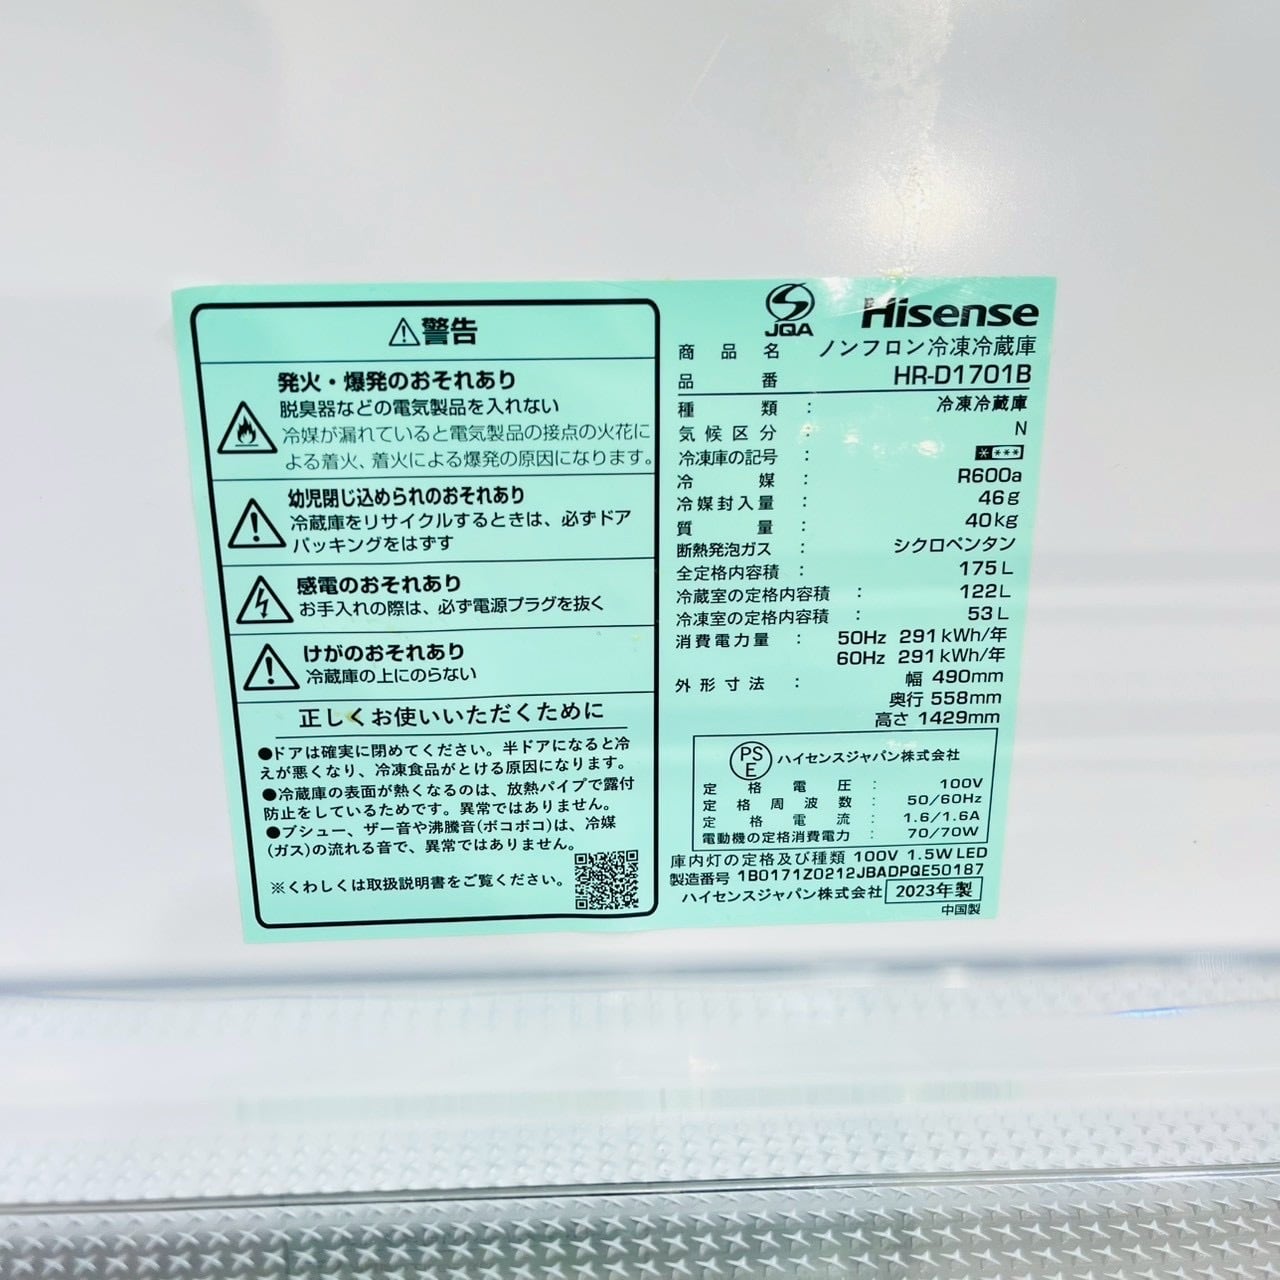 ⚠警告
発火・爆発のおそれあり
脱臭器などの電気製品を入れない
冷媒が漏れていると電気製品の接点の火花に
よる着火、着火による爆発の原因になります。
幼児閉じ込められのおそれあり
冷蔵庫をリサイクルするときは、必ずドア
パッキングをはずす
感電のおそれあり
お手入れの際は、必ず電源プラグを抜く
けがのおそれあり
冷蔵庫の上にのらない
正しくお使いいただくために
●ドアは確実に閉めてください。半ドアになると冷
えが悪くなり、冷凍食品がとける原因になります。
●冷蔵庫の表面が熱くなるのは、放熱パイプで露付
防止をしているためです。異常ではありません。
●ブシュー、ザー音や沸騰音(ボコボコ)は、冷媒
(ガス)の流れる音で、異常ではありません。
※くわしくは取扱説明書をご覧ください。
JQA Hisense
商品名 ノンフロン冷凍冷蔵庫
品番 HR-D1701B
種類 : 冷凍冷蔵庫
気候区分 : N
冷凍庫の記号 : ****
冷媒 : R600a
冷媒封入量 : 46g
質量 : 40kg
断熱発泡ガス : シクロペンタン
全定格内容積 : 175L
冷蔵室の定格内容積 : 122L
冷凍室の定格内容積 : 53L
消費電力量 : 50Hz 291kWh/年
60Hz 291kWh/年
外形寸法 : 幅 490mm
奥行 558mm
高さ 1429mm
PSE ハイセンスジャパン株式会社
定格電圧 : 100V
定格周波数 : 50/60Hz
定格電流 : 1.6/1.6A
電動機の定格消費電力 : 70/70W
庫内灯の定格及び種類 100V 1.5W LED
製造番号 1B0171Z0212JBADPQE50187
ハイセンスジャパン株式会社 2023年製
中国製